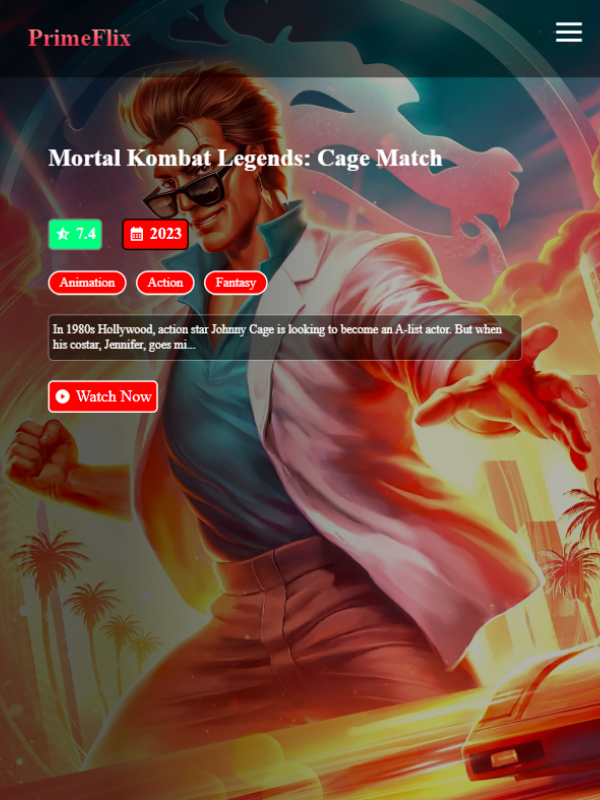 PrimeFlix
Mortal Kombat Legends: Cage Match
7.4
2023
Animation
Action
Fantasy
In 1980s Hollywood, action star Johnny Cage is looking to become an A-list actor. But when
his costar, Jennifer, goes mi...
Watch Now